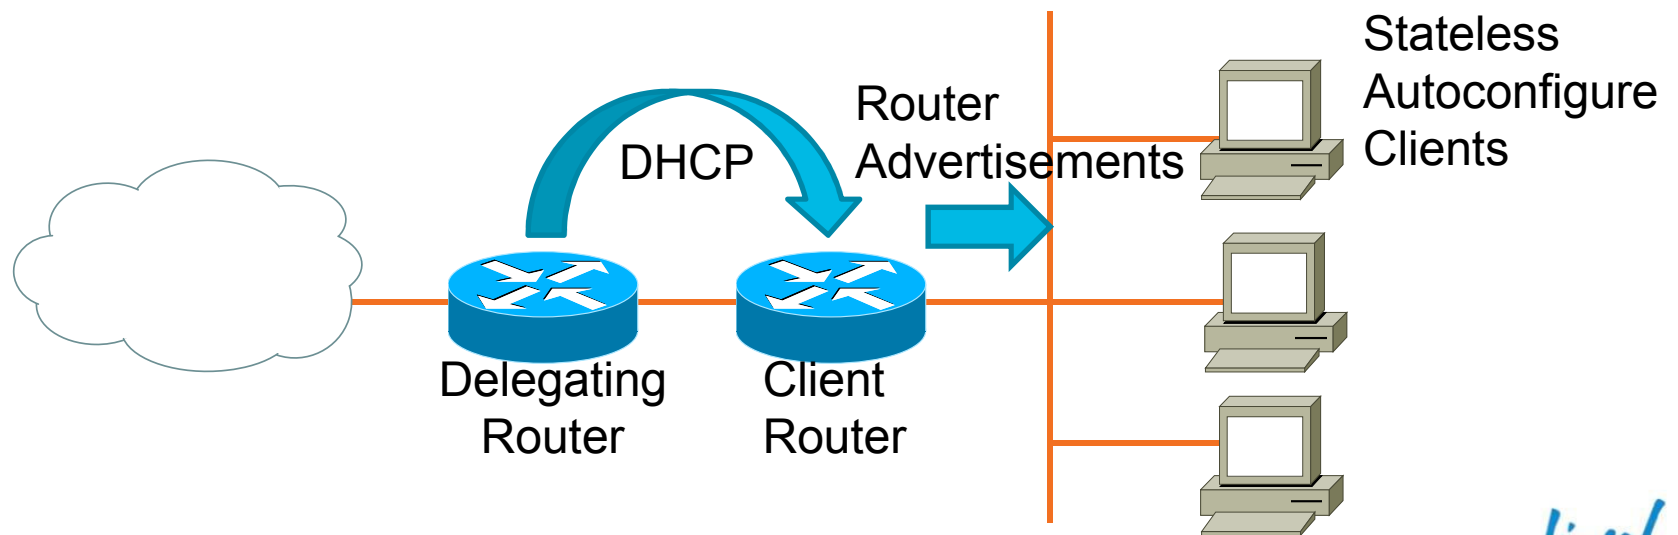 Stateless
Autoconfigure
Clients
Router
Advertisements
DHCP
Delegating
Router
Client
Router